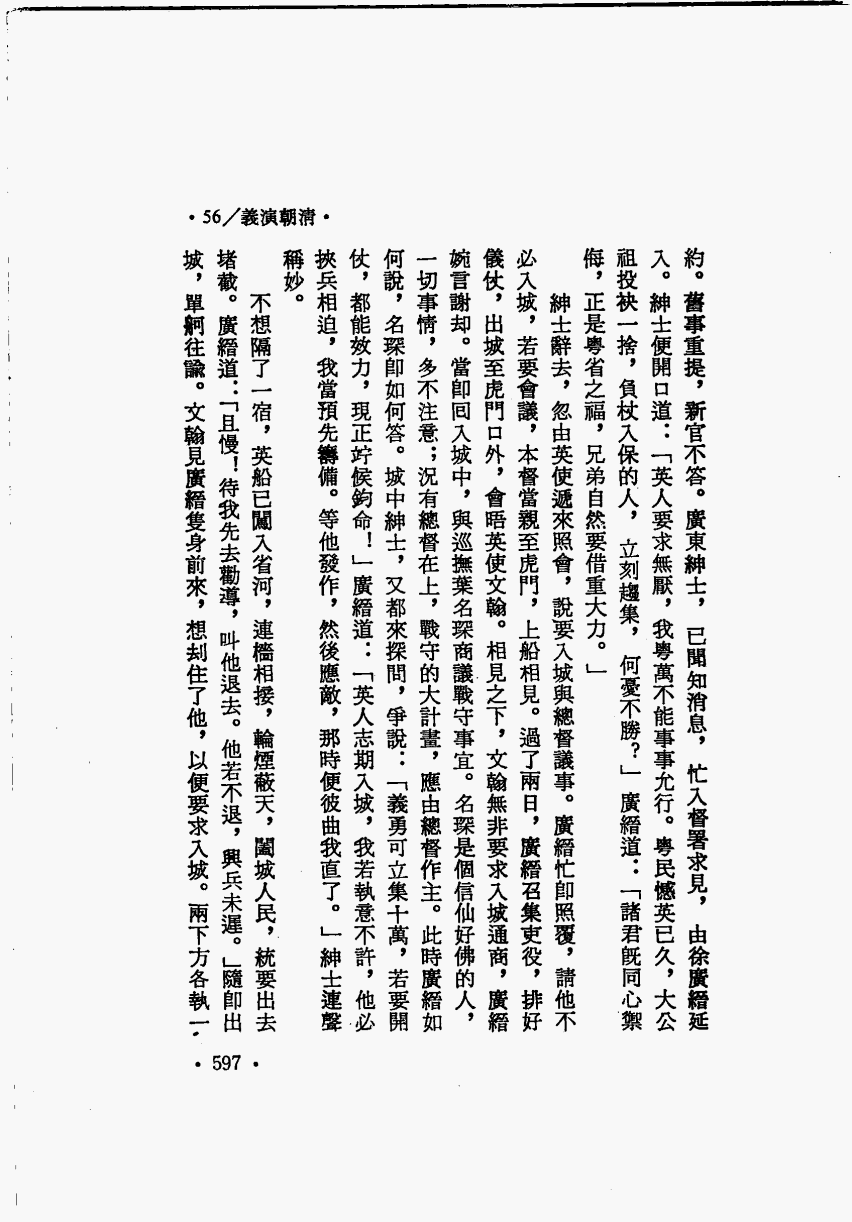 ・56／義演朝清・
約。舊事重提，新官不答。廣東紳士，已聞知消息，忙入督署求見，由徐廣縉延
入。紳士便開口道：「英人要求無厭，我粵萬不能事事允行。粵民憾英已久，大公
祖投袂一捨，負杖入保的人，立刻趨集，何憂不勝？」廣縉道：「諸君旣同心禦
侮，正是粵省之福，兄弟自然要借重大力。」
紳士辭去，忽由英使遞來照會，說要入城與總督議事。廣縉忙卽照覆，請他不
必入城，若要會議，本督當親至虎門，上船相見。過了兩日，廣縉召集吏役，排好
儀仗，出城至虎門口外，會晤英使文翰。相見之下，文翰無非要求入城通商，廣縉
婉言謝却。當卽回入城中，與巡撫葉名琛商議戰守事宜。名琛是個信仙好佛的人，
一切事情，多不注意；況有總督在上，戰守的大計畫，應由總督作主。此時廣縉如
何說，名琛卽如何答。城中紳士，又都來探問，爭說：「義勇可立集十萬，若要開
仗，都能效力，現正竚候鈞命！」廣縉道：「英人志期入城，我若執意不許，他必
挾兵相迫，我當預先籌備。等他發作，然後應敵，那時便彼曲我直了。」紳士連聲
稱妙。
不想隔了一宿，英船已闖入省河，連檣相接，輪煙蔽天，闔城人民，統要出去
堵截。廣縉道：「且慢！待我先去勸導，叫他退去。他若不退，興兵未遲。」隨卽出
城，單舸往諭。文翰見廣縉隻身前來，想刦住了他，以便要求入城。兩下方各執一
・597・